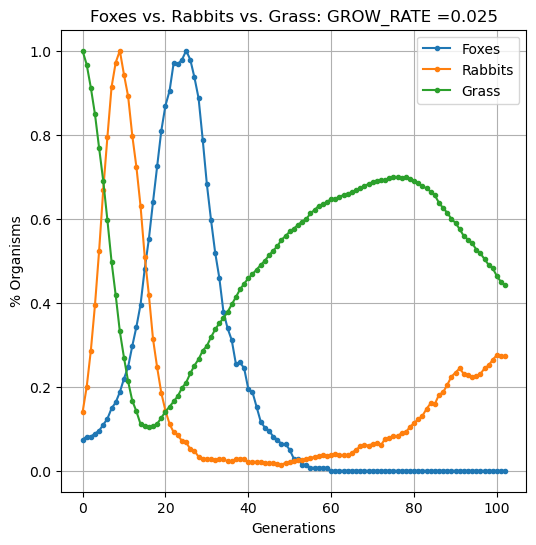 Foxes vs. Rabbits vs. Grass: GROW_RATE =0.025
Foxes
Rabbits
Grass
% Organisms
1.0
0.8
0.6
0.4
0.2
0.0
0
20
40
60
80
100
Generations